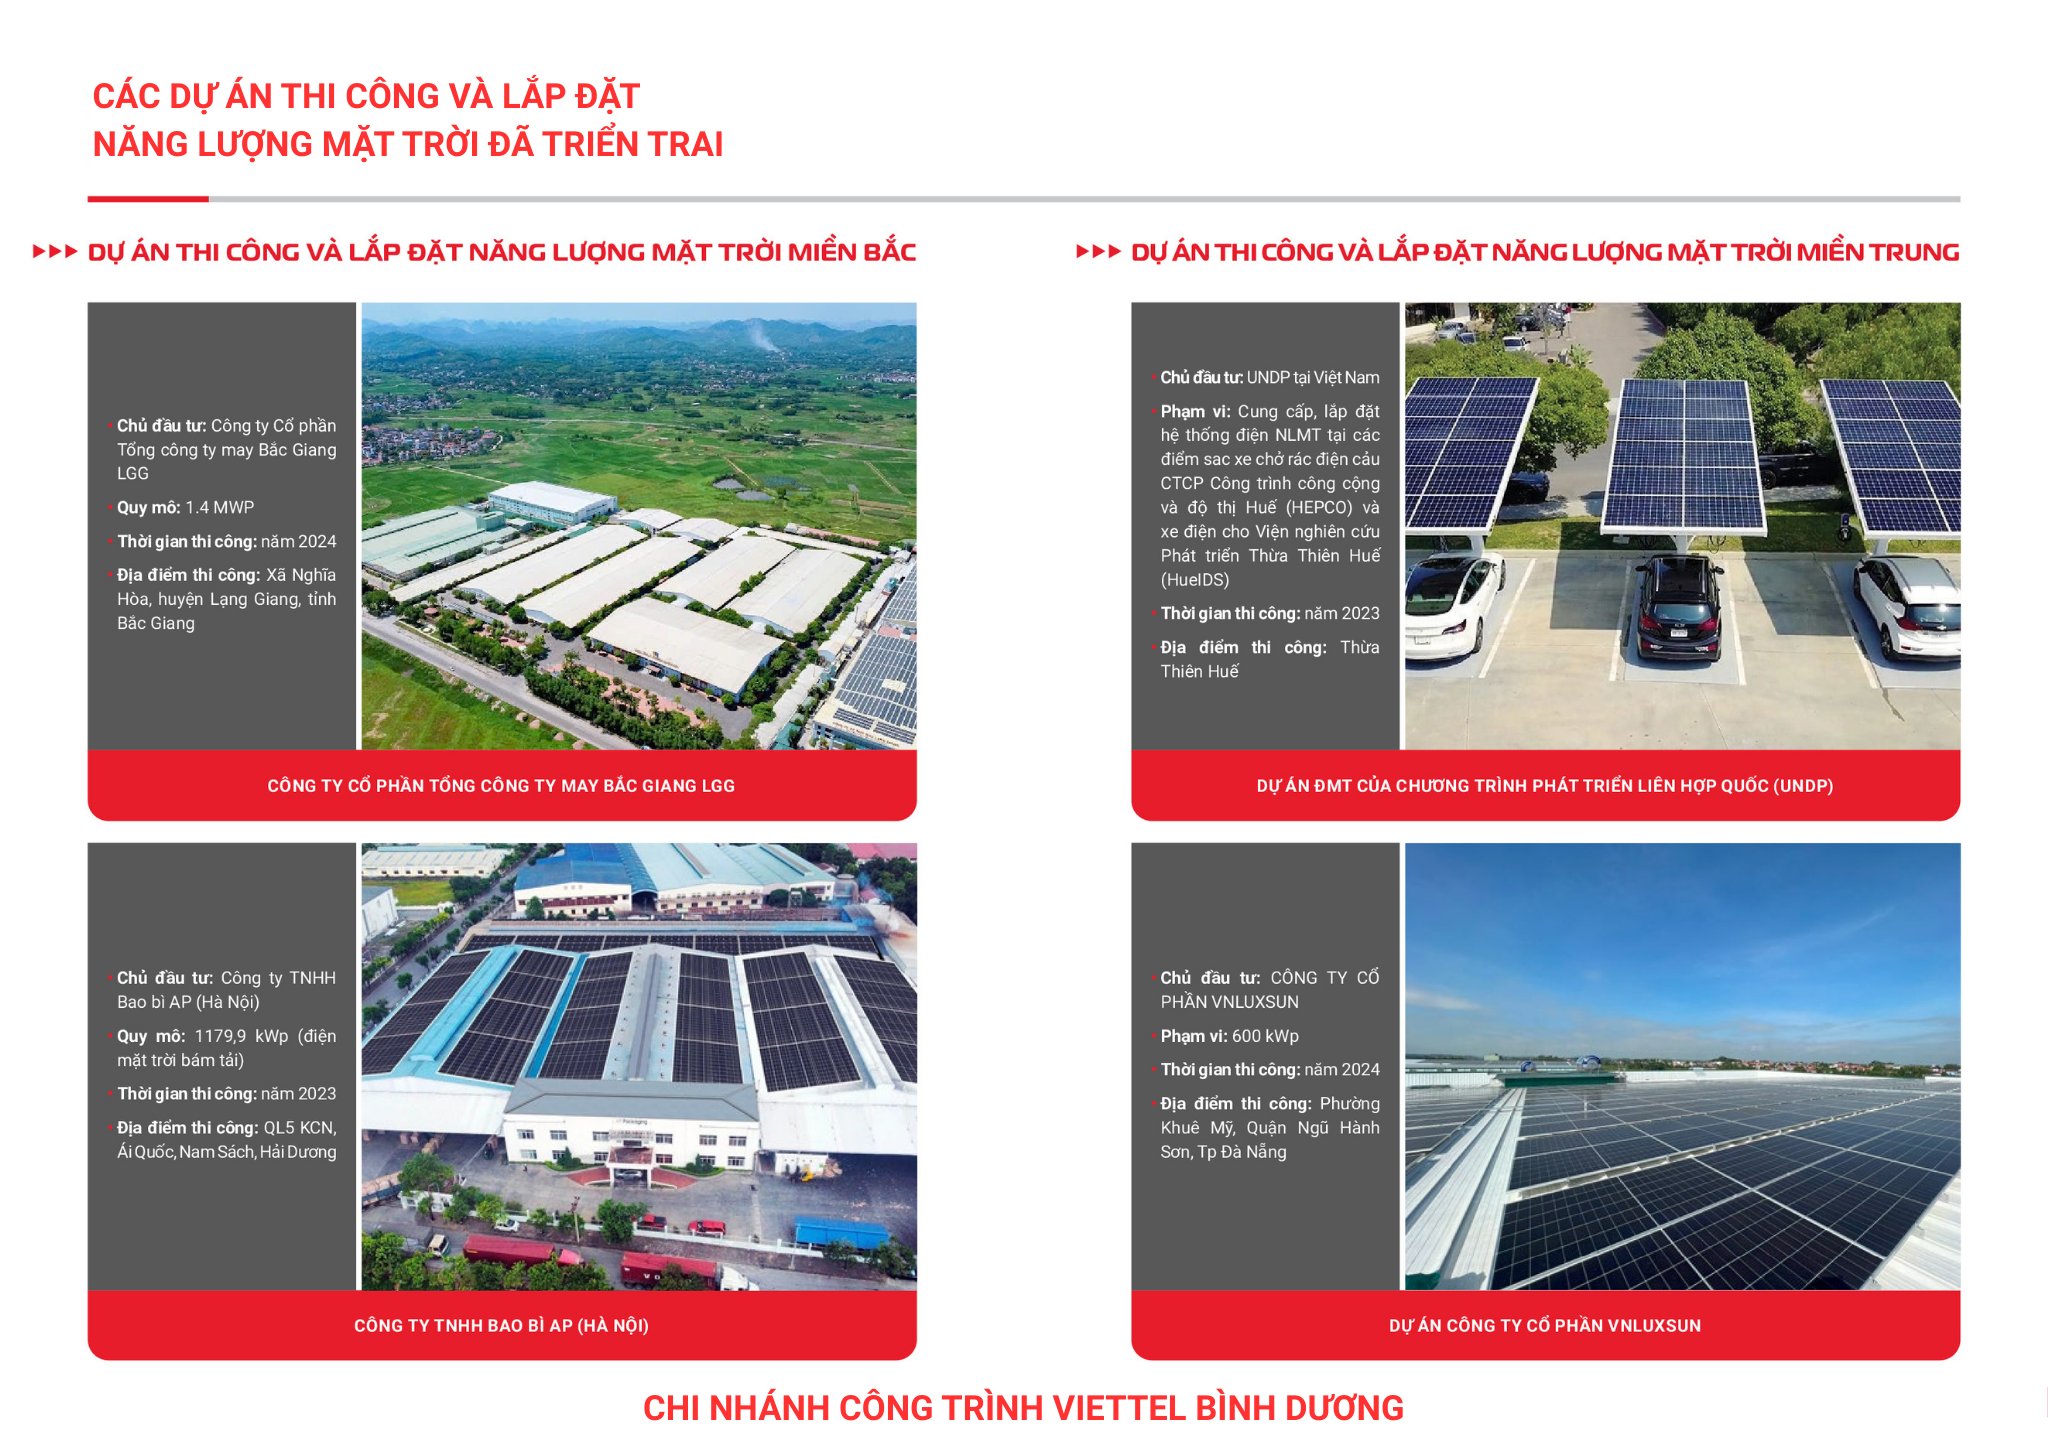 CÁC DỰ ÁN THI CÔNG VÀ LẮP ĐẶT
NĂNG LƯỢNG MẶT TRỜI ĐÃ TRIỂN TRAI
DỰ ÁN THI CÔNG VÀ LẮP ĐẶT NĂNG LƯỢNG MẶT TRỜI MIỀN BẮC
• Chủ đầu tư: Công ty Cổ phần
Tổng công ty may Bắc Giang
LGG
• Quy mô: 1.4 MWP
• Thời gian thi công: năm 2024
• Địa điểm thi công: Xã Nghĩa
Hòa, huyện Lạng Giang, tỉnh
Bắc Giang
CÔNG TY CỔ PHẦN TỔNG CÔNG TY MAY BẮC GIANG LGG
• Chủ đầu tư: Công ty TNHH
Bao bì AP (Hà Nội)
• Quy mô: 1179,9 kWp (điện
mặt trời bám tải)
• Thời gian thi công: năm 2023
• Địa điểm thi công: QL5 KCN,
Ái Quốc, Nam Sách, Hải Dương
CÔNG TY TNHH BAO BÌ AP (HÀ NỘI)
DỰ ÁN THI CÔNG VÀ LẮP ĐẶT NĂNG LƯỢNG MẶT TRỜI MIỀN TRUNG
• Chủ đầu tư: UNDP tại Việt Nam
• Phạm vi: Cung cấp, lắp đặt
hệ thống điện NLMT tại các
điểm sac xe chở rác điện cảu
CTCP Công trình công cộng
và độ thị Huế (HEPCO) và
xe điện cho Viện nghiên cứu
Phát triển Thừa Thiên Huế
(HueIDS)
• Thời gian thi công: năm 2023
• Địa điểm thi công: Thừa
Thiên Huế
DỰ ÁN ĐMT CỦA CHƯƠNG TRÌNH PHÁT TRIỂN LIÊN HỢP QUỐC (UNDP)
• Chủ đầu tư: CÔNG TY CỔ
PHẦN VNLUXSUN
• Phạm vi: 600 kWp
• Thời gian thi công: năm 2024
• Địa điểm thi công: Phường
Khuê Mỹ, Quận Ngũ Hành
Sơn, Tp Đà Nẵng
DỰ ÁN CÔNG TY CỔ PHẦN VNLUXSUN
CHI NHÁNH CÔNG TRÌNH VIETTEL BÌNH DƯƠNG